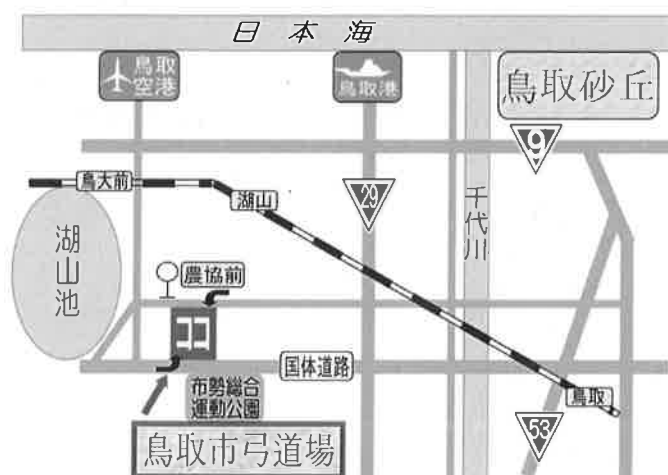 日本海
鳥取
空港
鳥取港
鳥取砂丘
9
鳥大前
湖山
29
千代川
湖山池
農協前
国体道路
布勢総合
運動公園
鳥取
53
鳥取市弓道場